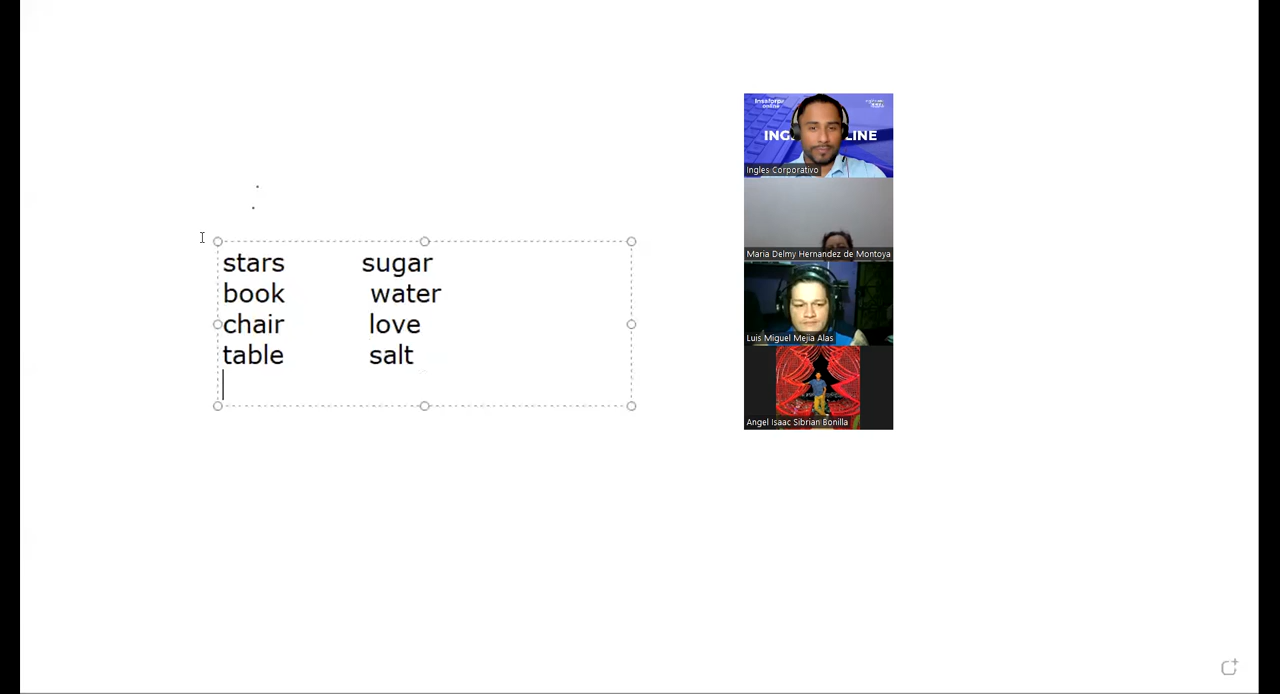 stars sugar
book water
chair love
table salt
online
Ingles Corporativo
Maria Delmy Hernandez de Montoya
Luis Miguel Mejia Alas
Angel Isaac Sibrian Bonilla